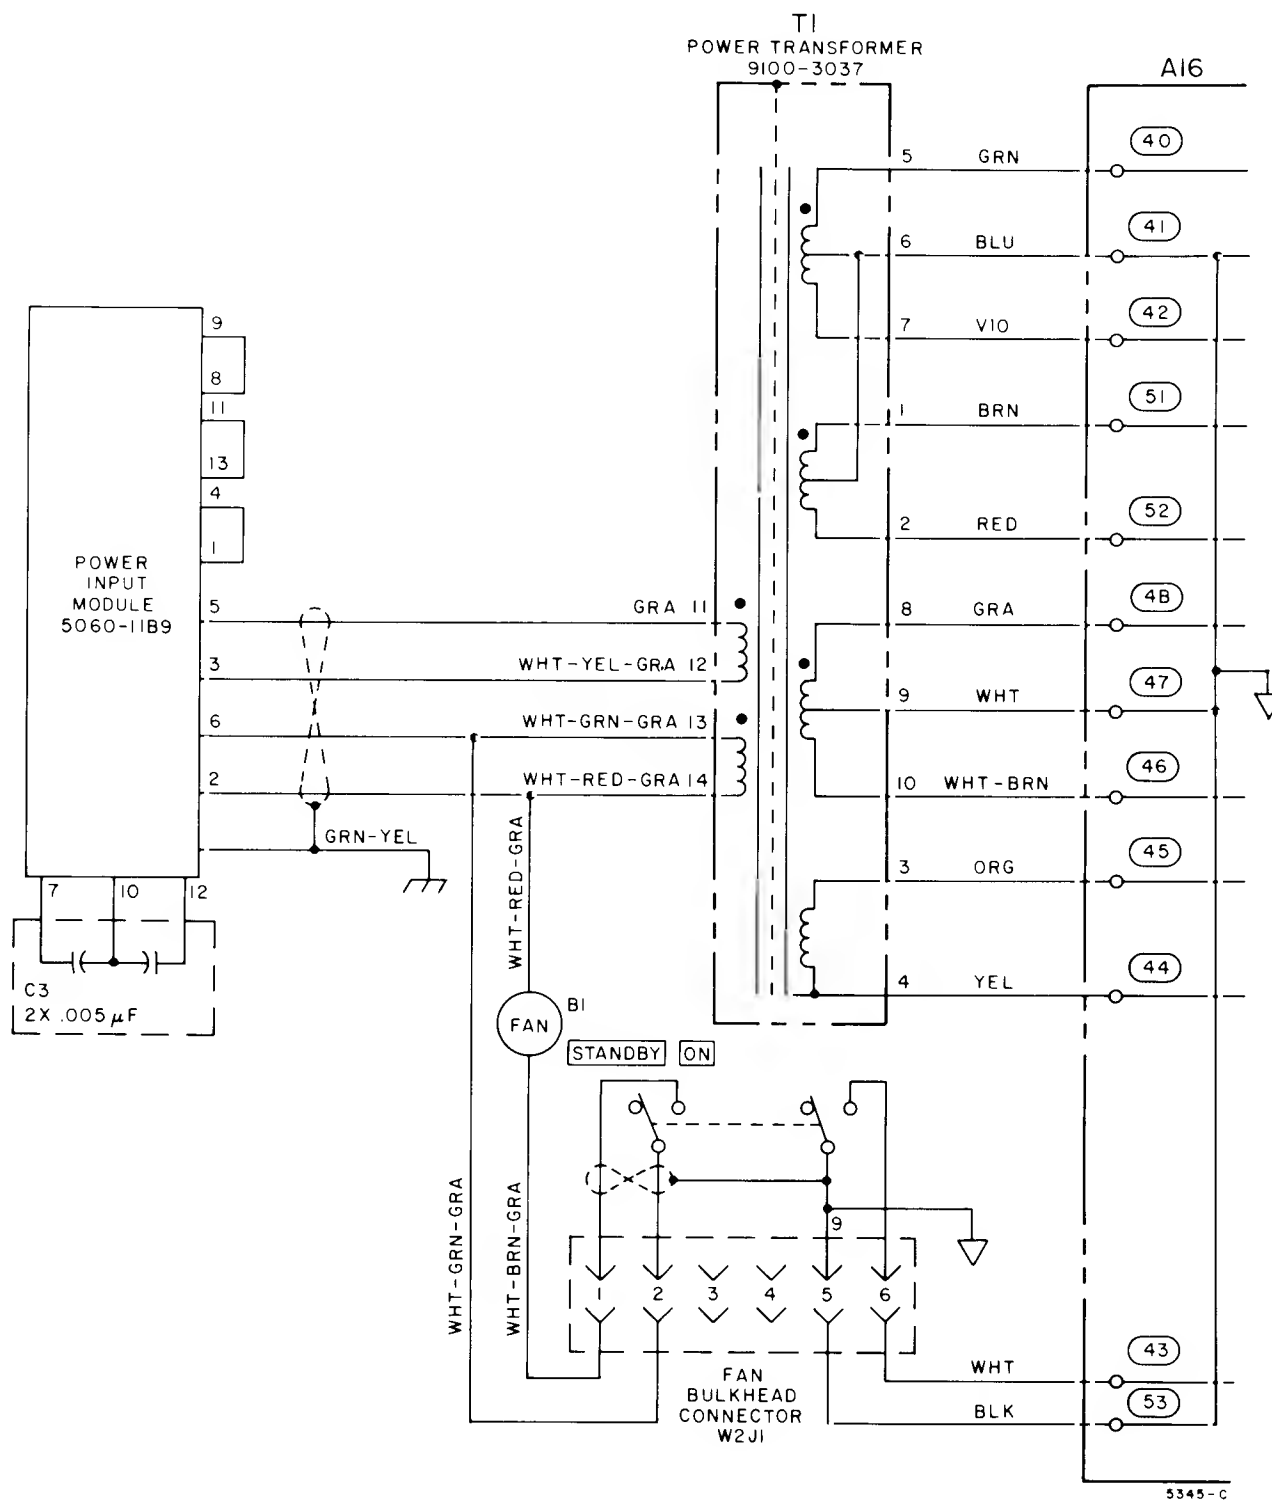 T1
POWER TRANSFORMER
9100-3037
A16
5 GRN 40
6 BLU 41
7 VIO 42
1 BRN 51
2 RED 52
8 GRA 48
9 WHT 47
10 WHT-BRN 46
3 ORG 45
4 YEL 44
9
8
11
13
4
1
POWER
INPUT
MODULE
5060-1189
5
GRA 11
3
WHT-YEL-GRA 12
6
WHT-GRN-GRA 13
2
WHT-RED-GRA 14
GRN-YEL
7 10 12
C3
2X .005µF
WHT-RED-GRA
FAN
B1
STANDBY ON
WHT-GRN-GRA
WHT-BRN-GRA
9
1 2 3 4 5 6
FAN
BULKHEAD
CONNECTOR
W2J1
WHT 43
BLK 53
5345-C